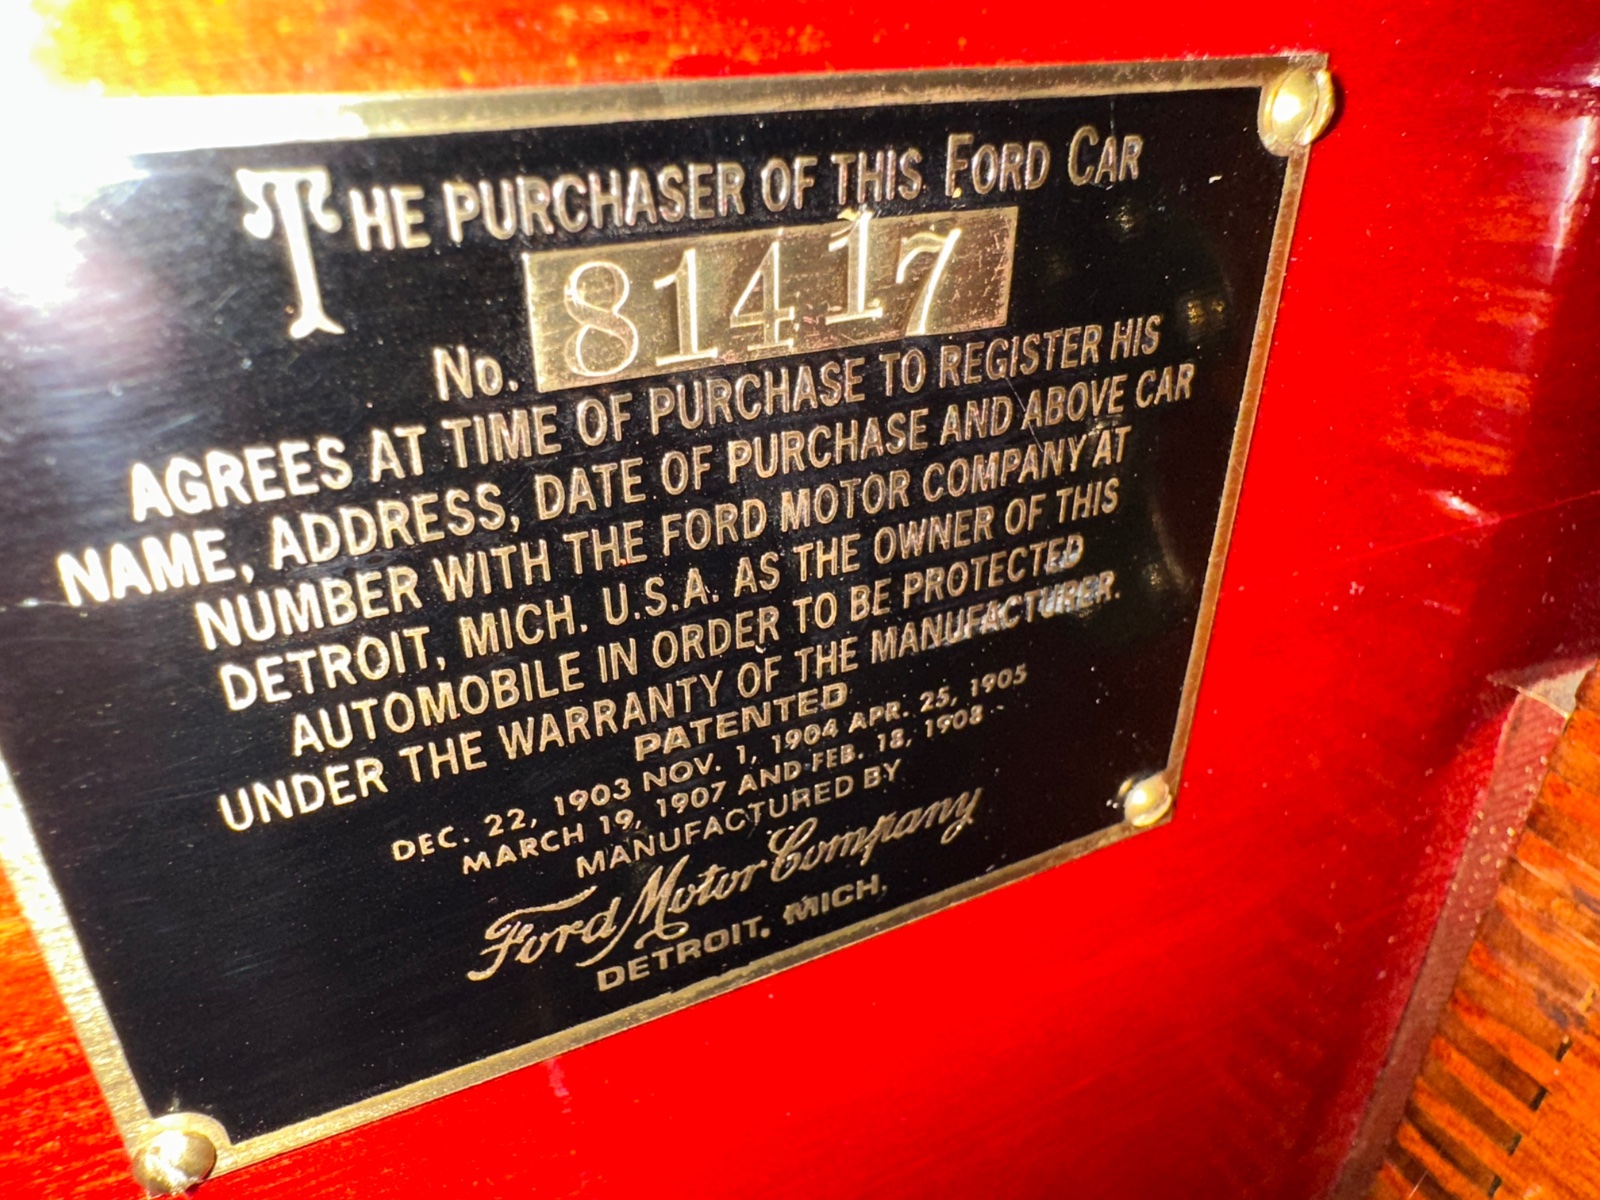 THE PURCHASER OF THIS FORD CAR
No. 81417
AGREES AT TIME OF PURCHASE TO REGISTER HIS
NAME, ADDRESS, DATE OF PURCHASE AND ABOVE CAR
NUMBER WITH THE FORD MOTOR COMPANY AT
DETROIT, MICH. U.S.A. AS THE OWNER OF THIS
AUTOMOBILE IN ORDER TO BE PROTECTED
UNDER THE WARRANTY OF THE MANUFACTURER.
PATENTED
DEC. 22, 1903 NOV. 1, 1904 APR. 25, 1905
MARCH 19, 1907 AND FEB. 18, 1908
MANUFACTURED BY
Ford Motor Company
DETROIT, MICH.